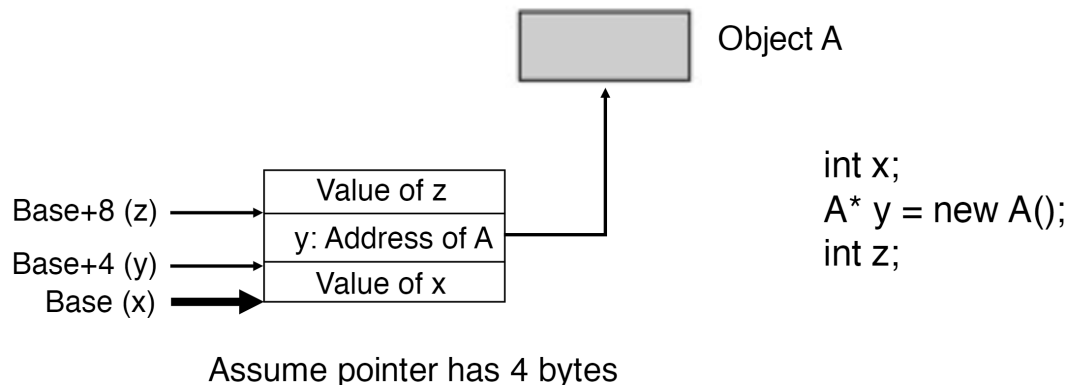 Object A
int x;
A* y = new A();
int z;
Value of z
Base+8 (z)
y: Address of A
Base+4 (y)
Value of x
Base (x)
Assume pointer has 4 bytes